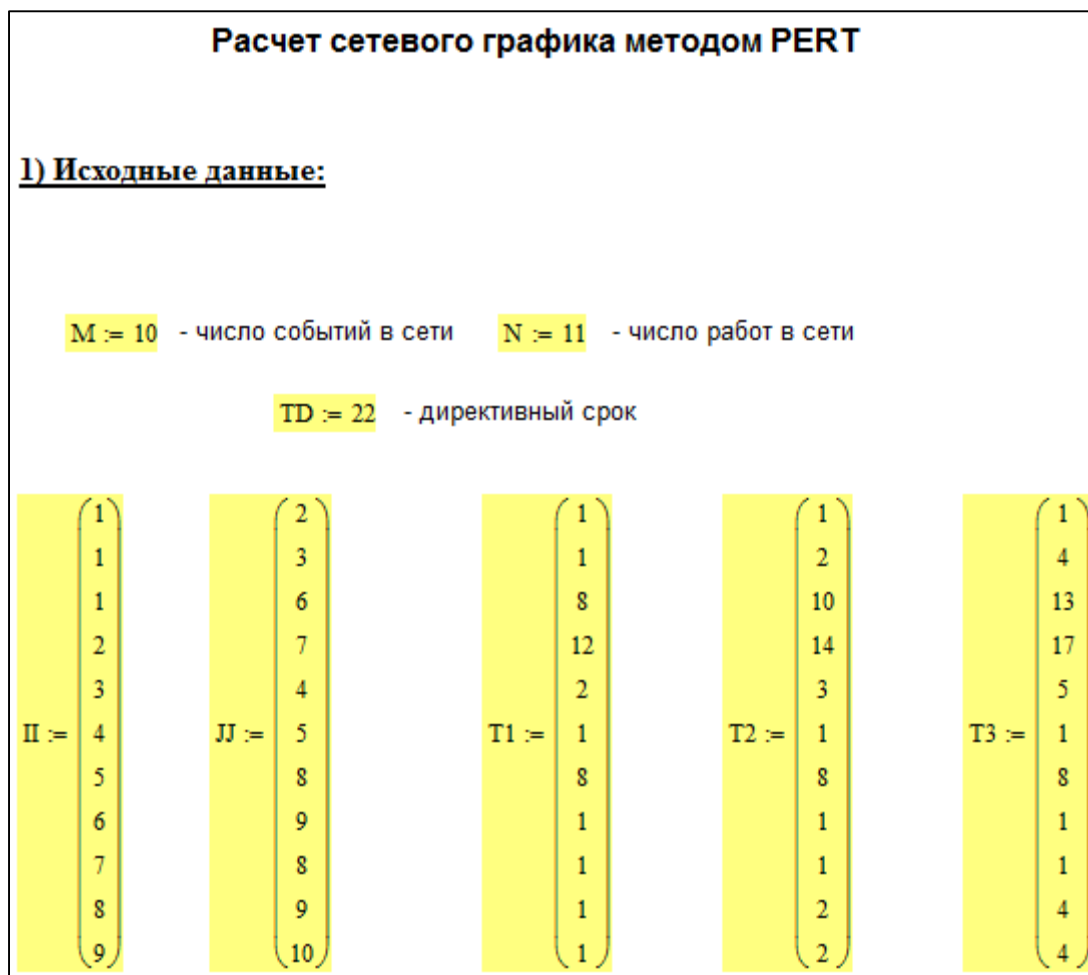 Расчет сетевого графика методом PERT
1) Исходные данные:
M := 10 - число событий в сети N := 11 - число работ в сети
TD := 22 - директивный срок
1 2 1 1 1
1 3 1 2 4
1 6 8 10 13
2 7 12 14 17
3 4 2 3 5
II := 4 JJ := 5 T1 := 1 T2 := 1 T3 := 1
5 8 8 8 8
6 9 1 1 1
7 8 1 1 1
8 9 1 2 4
9 10 1 2 4